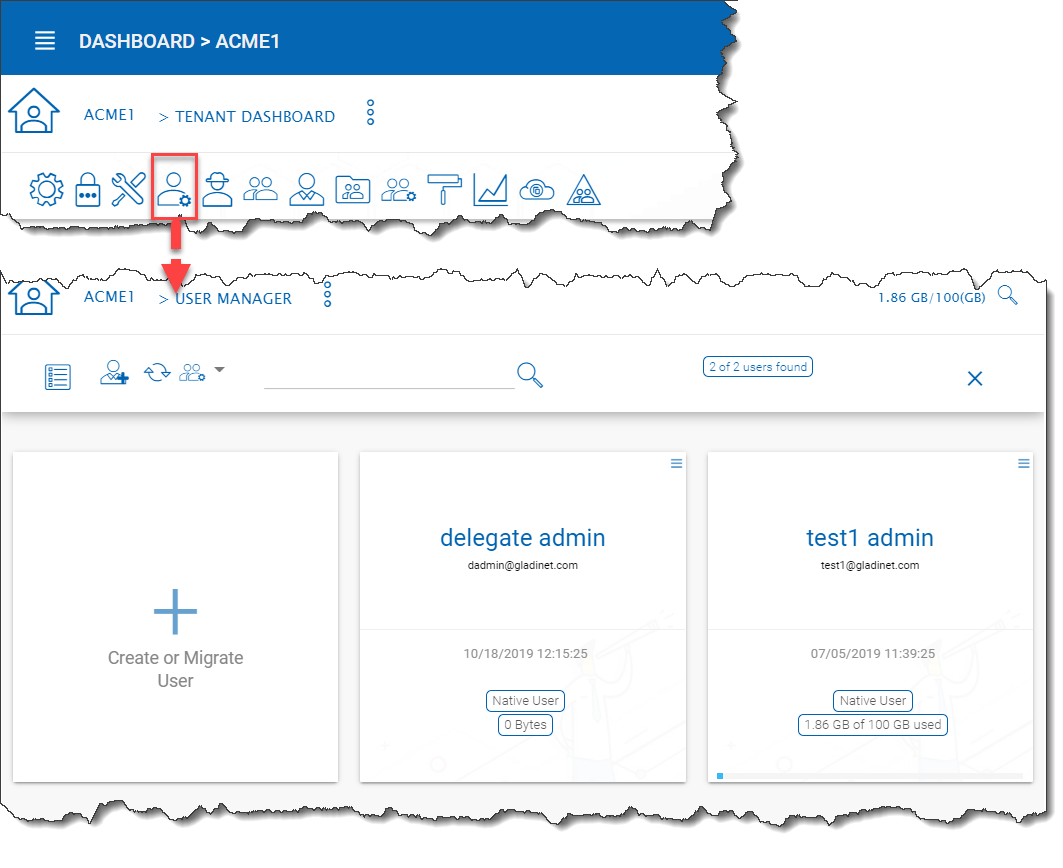 DASHBOARD > ACME1
ACME1 > TENANT DASHBOARD
ACME1 > USER MANAGER
1.86 GB/100(GB)
2 of 2 users found
Create or Migrate
User
delegate admin
dadmin@gladinet.com
10/18/2019 12:15:25
Native User
0 Bytes
test1 admin
test1@gladinet.com
07/05/2019 11:39:25
Native User
1.86 GB of 100 GB used